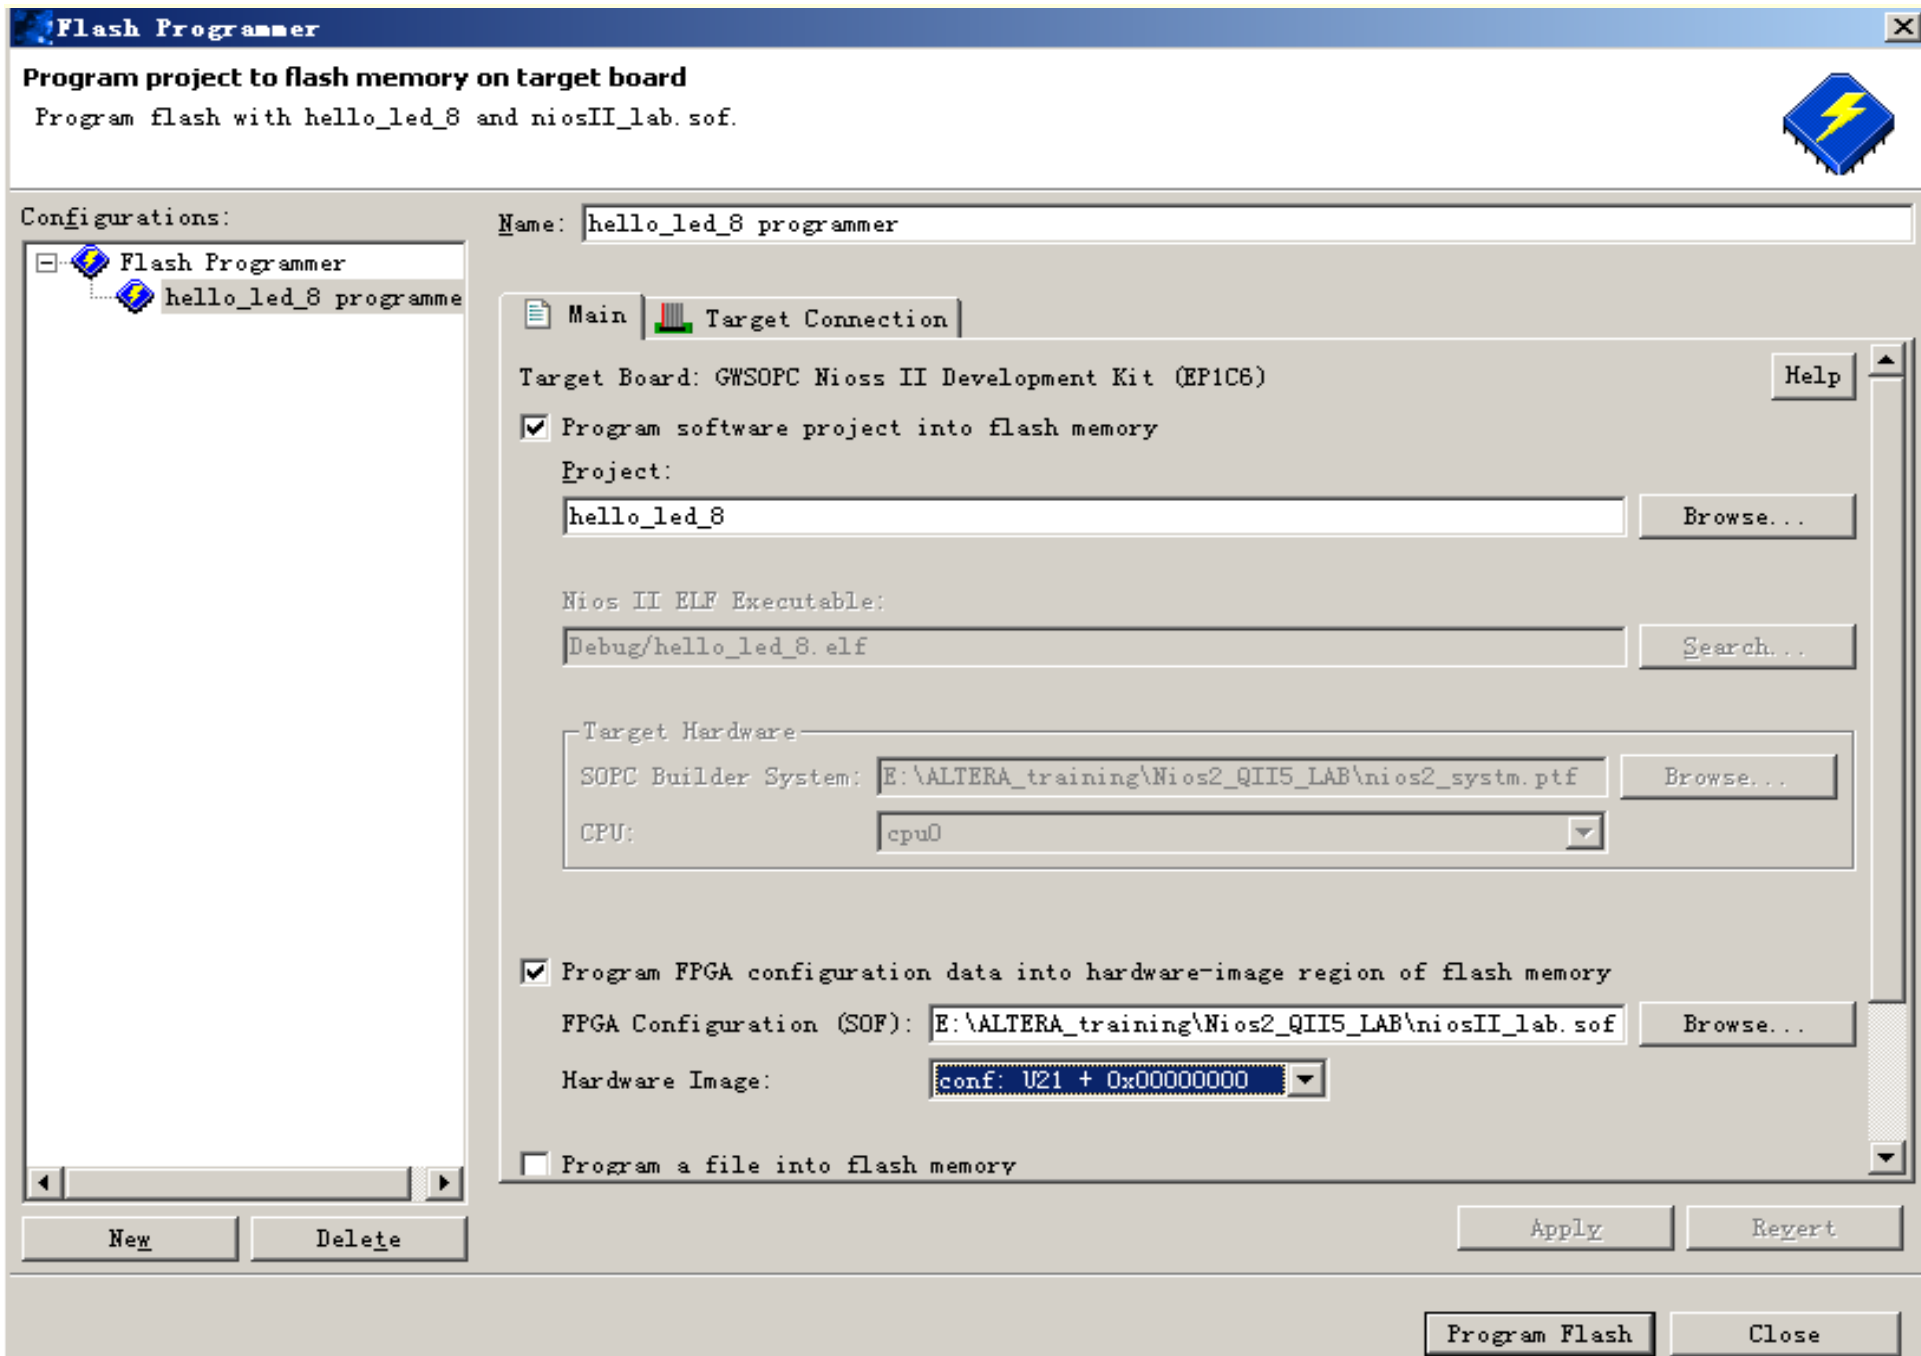 Flash Programmer
Program project to flash memory on target board
Program flash with hello_led_8 and niosII_lab.sof.
Configurations:
Flash Programmer
hello_led_8 programme
Name: hello_led_8 programmer
Main
Target Connection
Target Board: GWSOPC Nioss II Development Kit (EP1C6)
Help
Program software project into flash memory
Project:
hello_led_8
Browse...
Nios II ELF Executable:
Debug/hello_led_8.elf
Search...
Target Hardware
SOPC Builder System: E:\ALTERA_training\Nios2_QII5_LAB\nios2_systm.ptf Browse...
CPU: cpu0
Program FPGA configuration data into hardware-image region of flash memory
FPGA Configuration (SOF): E:\ALTERA_training\Nios2_QII5_LAB\niosII_lab.sof Browse...
Hardware Image: conf: U21 + 0x00000000
Program a file into flash memory
New
Delete
Apply
Revert
Program Flash
Close